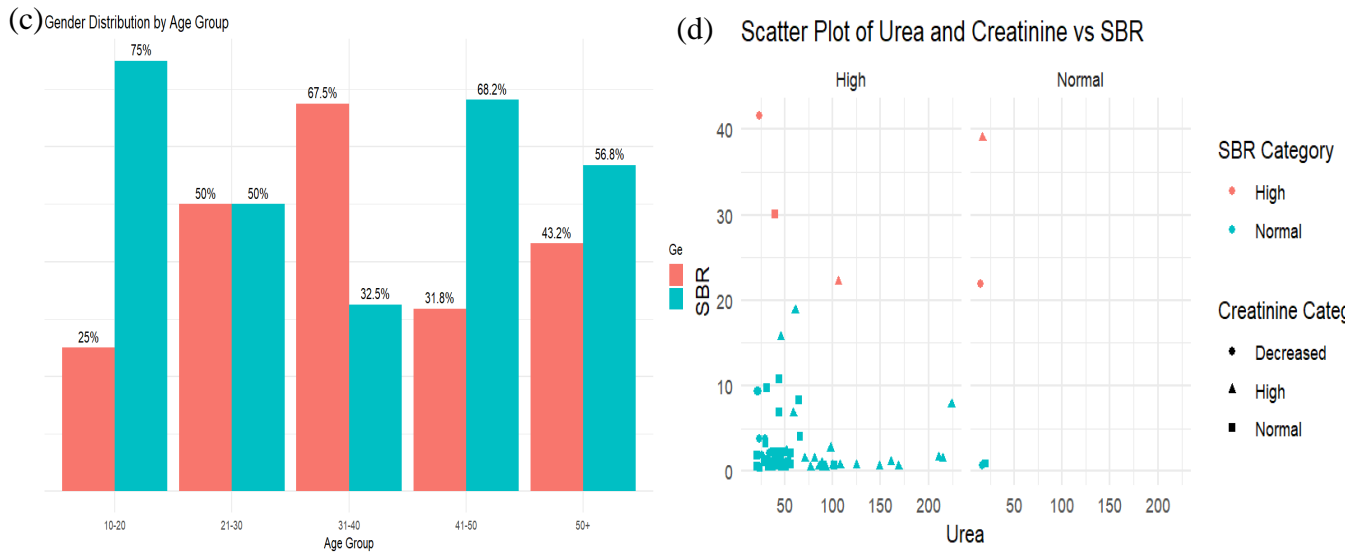 (c) Gender Distribution by Age Group
75%
67.5%
68.2%
56.8%
50% 50%
43.2%
32.5%
31.8%
25%
10-20 21-30 31-40 41-50 50+
Age Group
Ge
(d) Scatter Plot of Urea and Creatinine vs SBR
High Normal
40
30
20
10
0
SBR
50 100 150 200 50 100 150 200
Urea
SBR Category
High
Normal
Creatinine Categ
Decreased
High
Normal